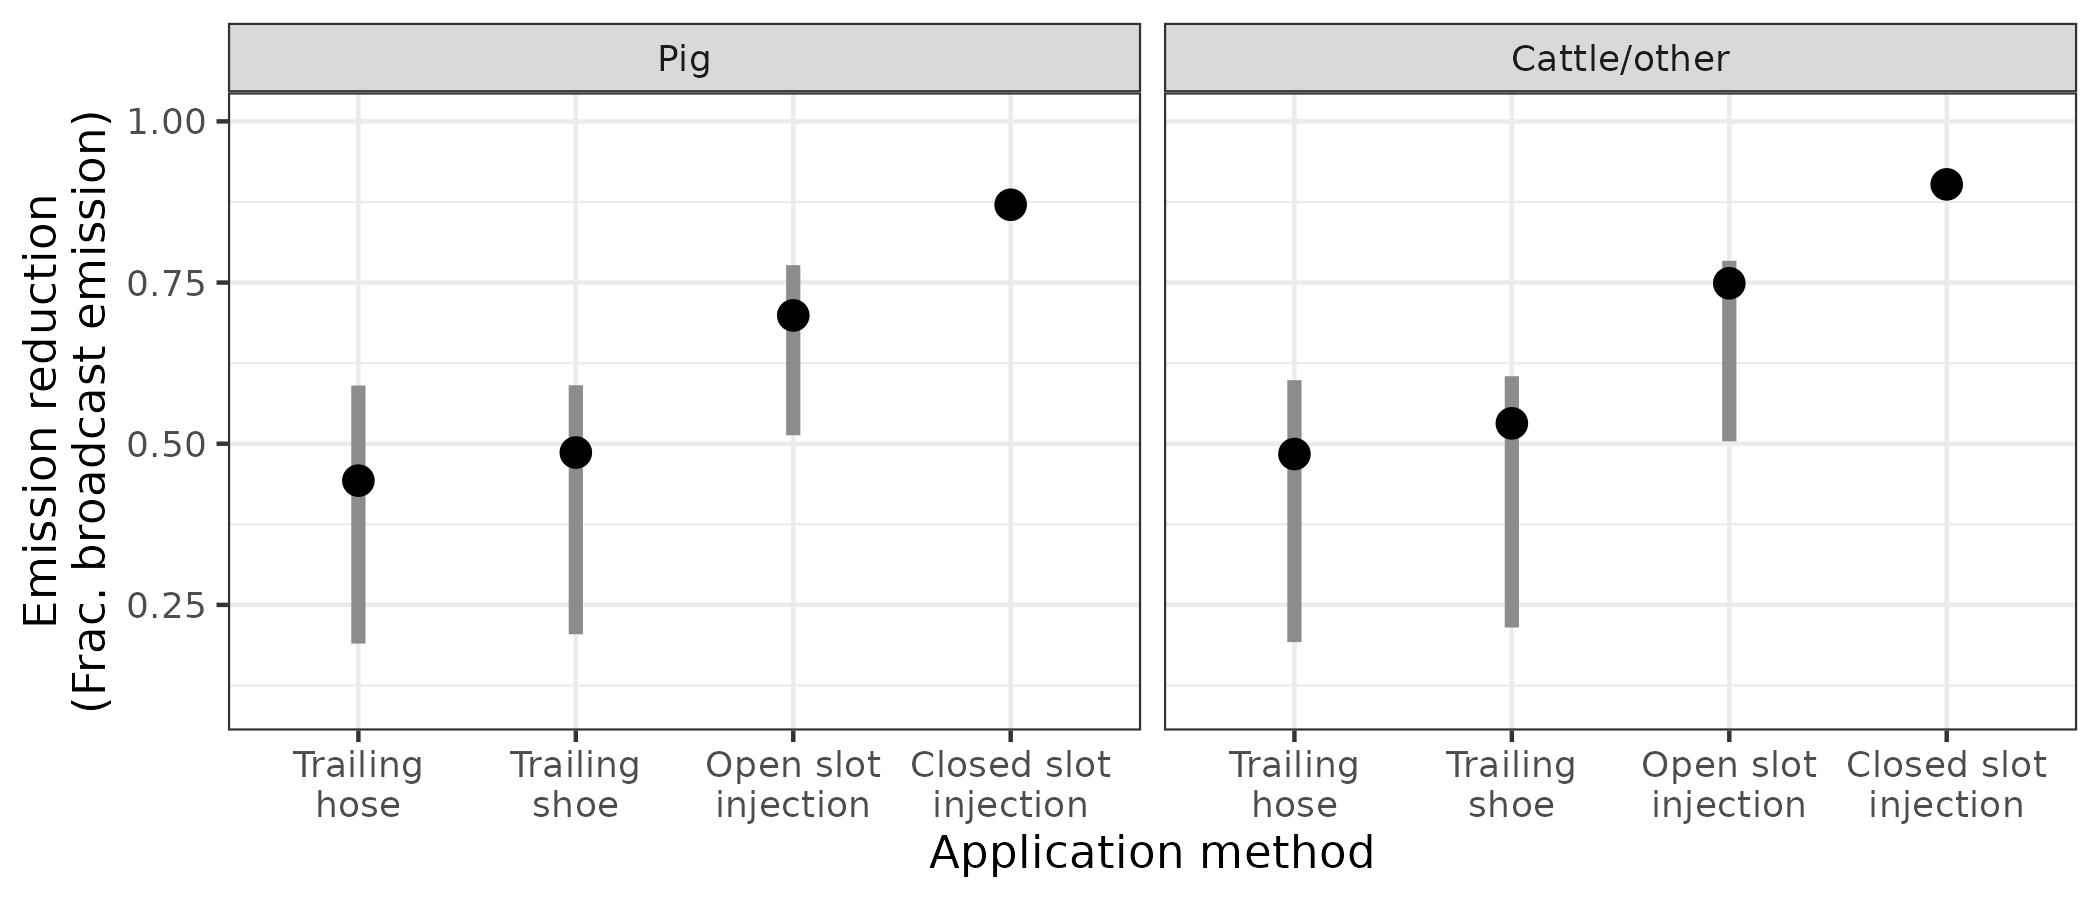 Pig
Cattle/other
Emission reduction
(Frac. broadcast emission)
1.00
0.75
0.50
0.25
Trailing
hose
Trailing
shoe
Open slot
injection
Closed slot
injection
Trailing
hose
Trailing
shoe
Open slot
injection
Closed slot
injection
Application method